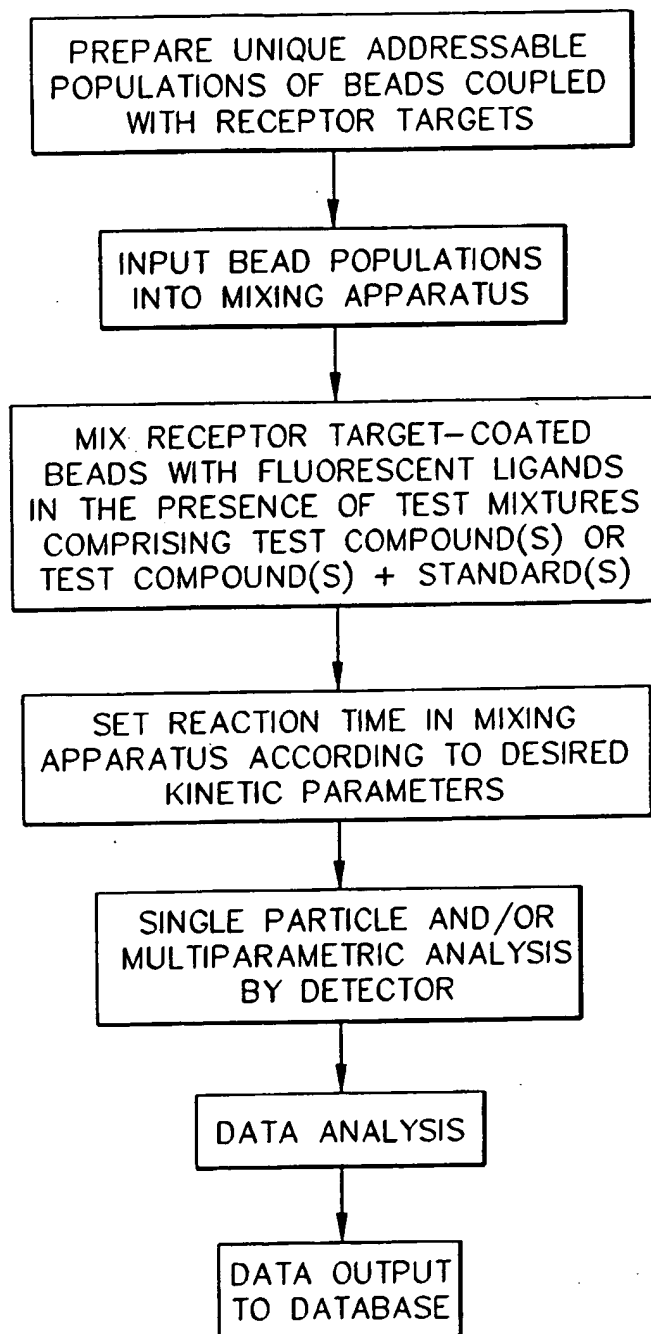 PREPARE UNIQUE ADDRESSABLE
POPULATIONS OF BEADS COUPLED
WITH RECEPTOR TARGETS
INPUT BEAD POPULATIONS
INTO MIXING APPARATUS
MIX RECEPTOR TARGET-COATED
BEADS WITH FLUORESCENT LIGANDS
IN THE PRESENCE OF TEST MIXTURES
COMPRISING TEST COMPOUND(S) OR
TEST COMPOUND(S) + STANDARD(S)
SET REACTION TIME IN MIXING
APPARATUS ACCORDING TO DESIRED
KINETIC PARAMETERS
SINGLE PARTICLE AND/OR
MULTIPARAMETRIC ANALYSIS
BY DETECTOR
DATA ANALYSIS
DATA OUTPUT
TO DATABASE